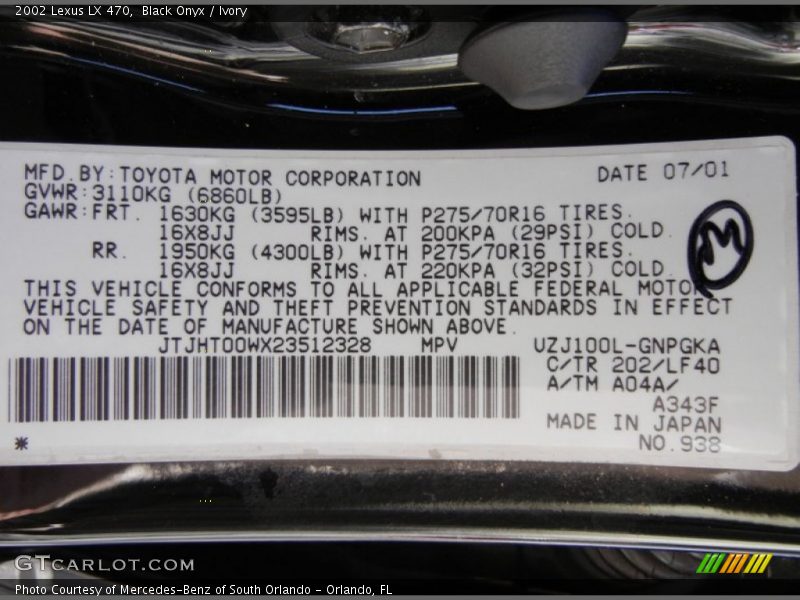 2002 Lexus LX 470, Black Onyx / Ivory
MFD.BY:TOYOTA MOTOR CORPORATION DATE 07/01
GVWR:3110KG (6860LB)
GAWR:FRT. 1630KG (3595LB) WITH P275/70R16 TIRES.
16X8JJ RIMS. AT 200KPA (29PSI) COLD.
RR. 1950KG (4300LB) WITH P275/70R16 TIRES.
16X8JJ RIMS. AT 220KPA (32PSI) COLD.
M
THIS VEHICLE CONFORMS TO ALL APPLICABLE FEDERAL MOTOR
VEHICLE SAFETY AND THEFT PREVENTION STANDARDS IN EFFECT
ON THE DATE OF MANUFACTURE SHOWN ABOVE.
JTJHT00WX23512328 MPV UZJ100L-GNPGKA
C/TR 202/LF40
A/TM A04A/
A343F
MADE IN JAPAN
* NO.938
GTCARLOT.COM
Photo Courtesy of Mercedes-Benz of South Orlando - Orlando, FL